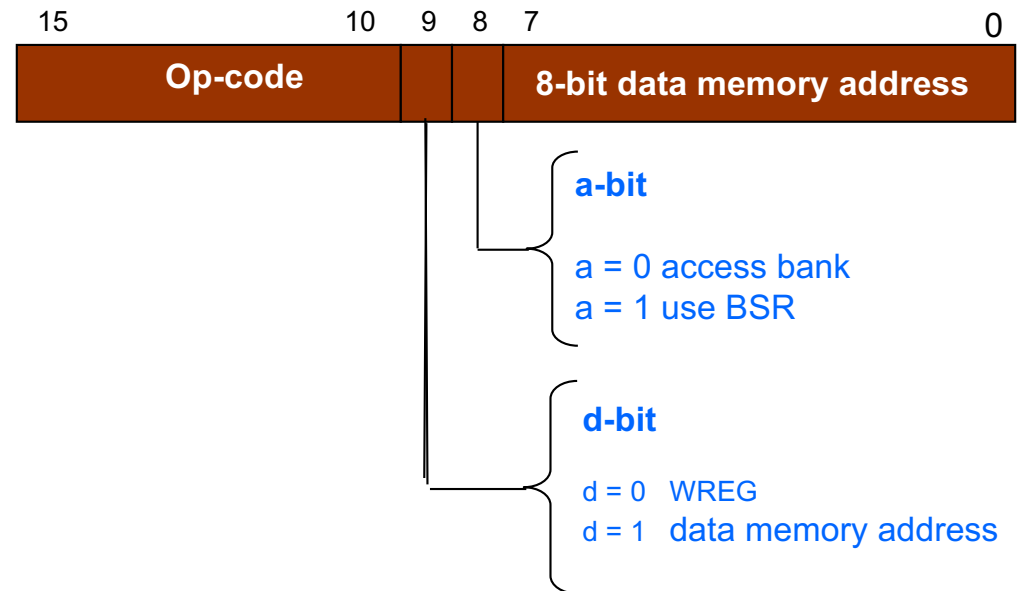 15 10 9 8 7 0
Op-code 8-bit data memory address
a-bit
a = 0 access bank
a = 1 use BSR
d-bit
d = 0 WREG
d = 1 data memory address